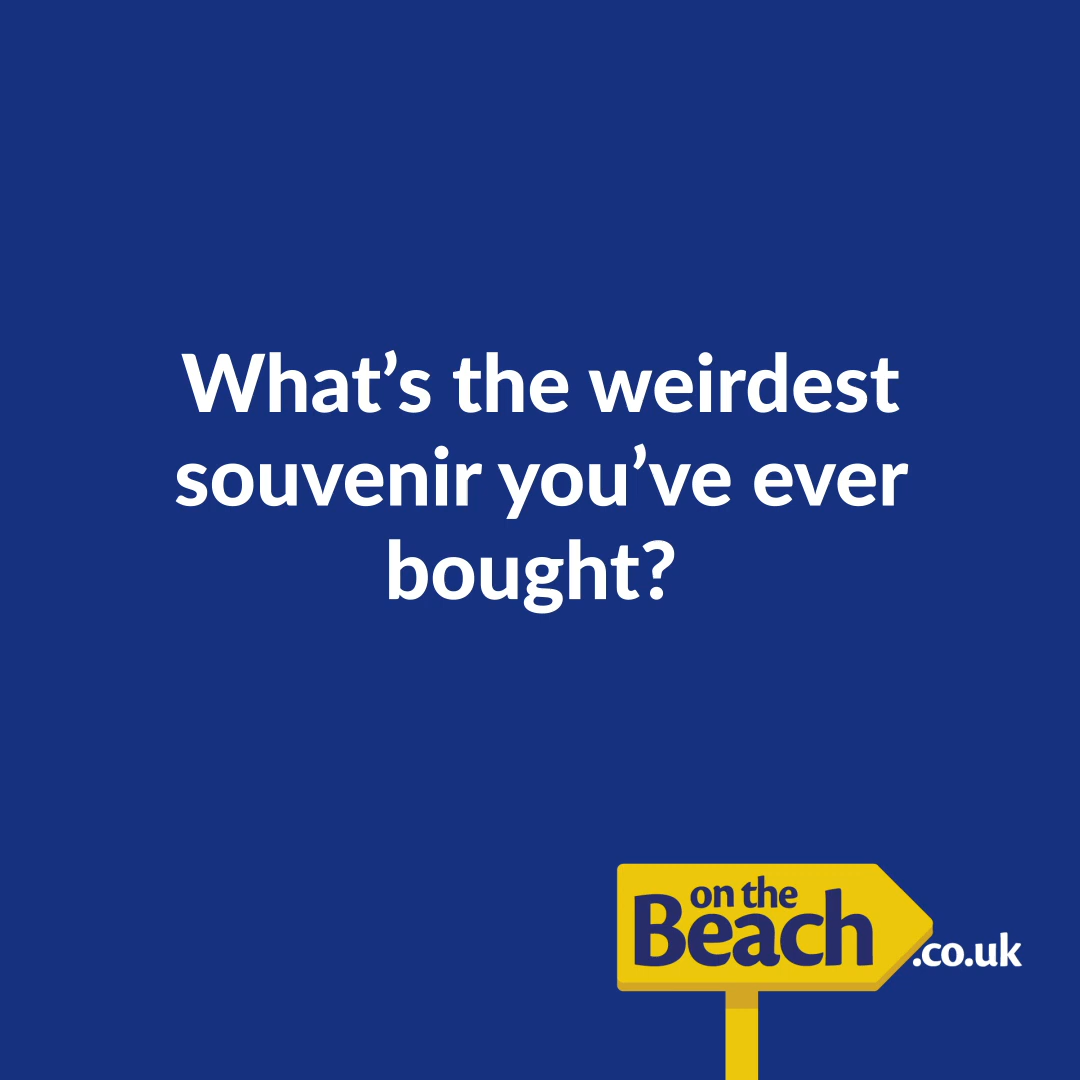 What’s the weirdest
souvenir you’ve ever
bought?
on the
Beach
.co.uk